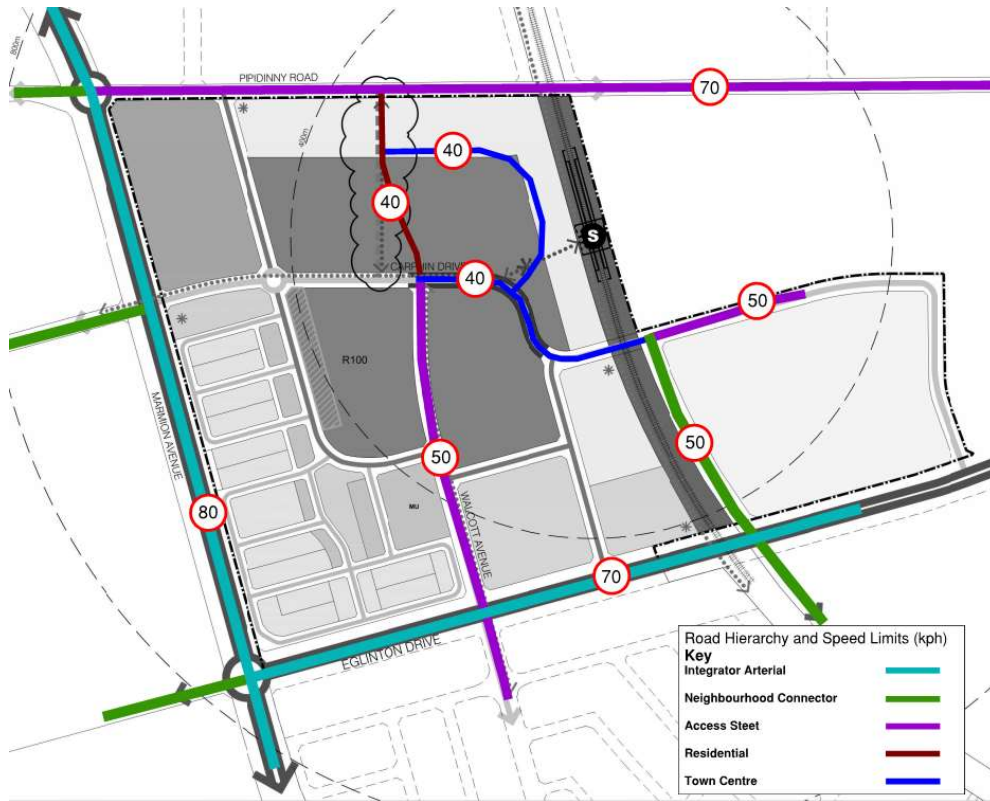 800m
PIPIDINNY ROAD
70
400m
40
40
S
CARPHIN DRIVE
40
50
R100
MARMION AVENUE
50
50
80
MU
WALCOTT AVENUE
70
EGLINTON DRIVE
Road Hierarchy and Speed Limits (kph)
Key
Integrator Arterial
Neighbourhood Connector
Access Steet
Residential
Town Centre